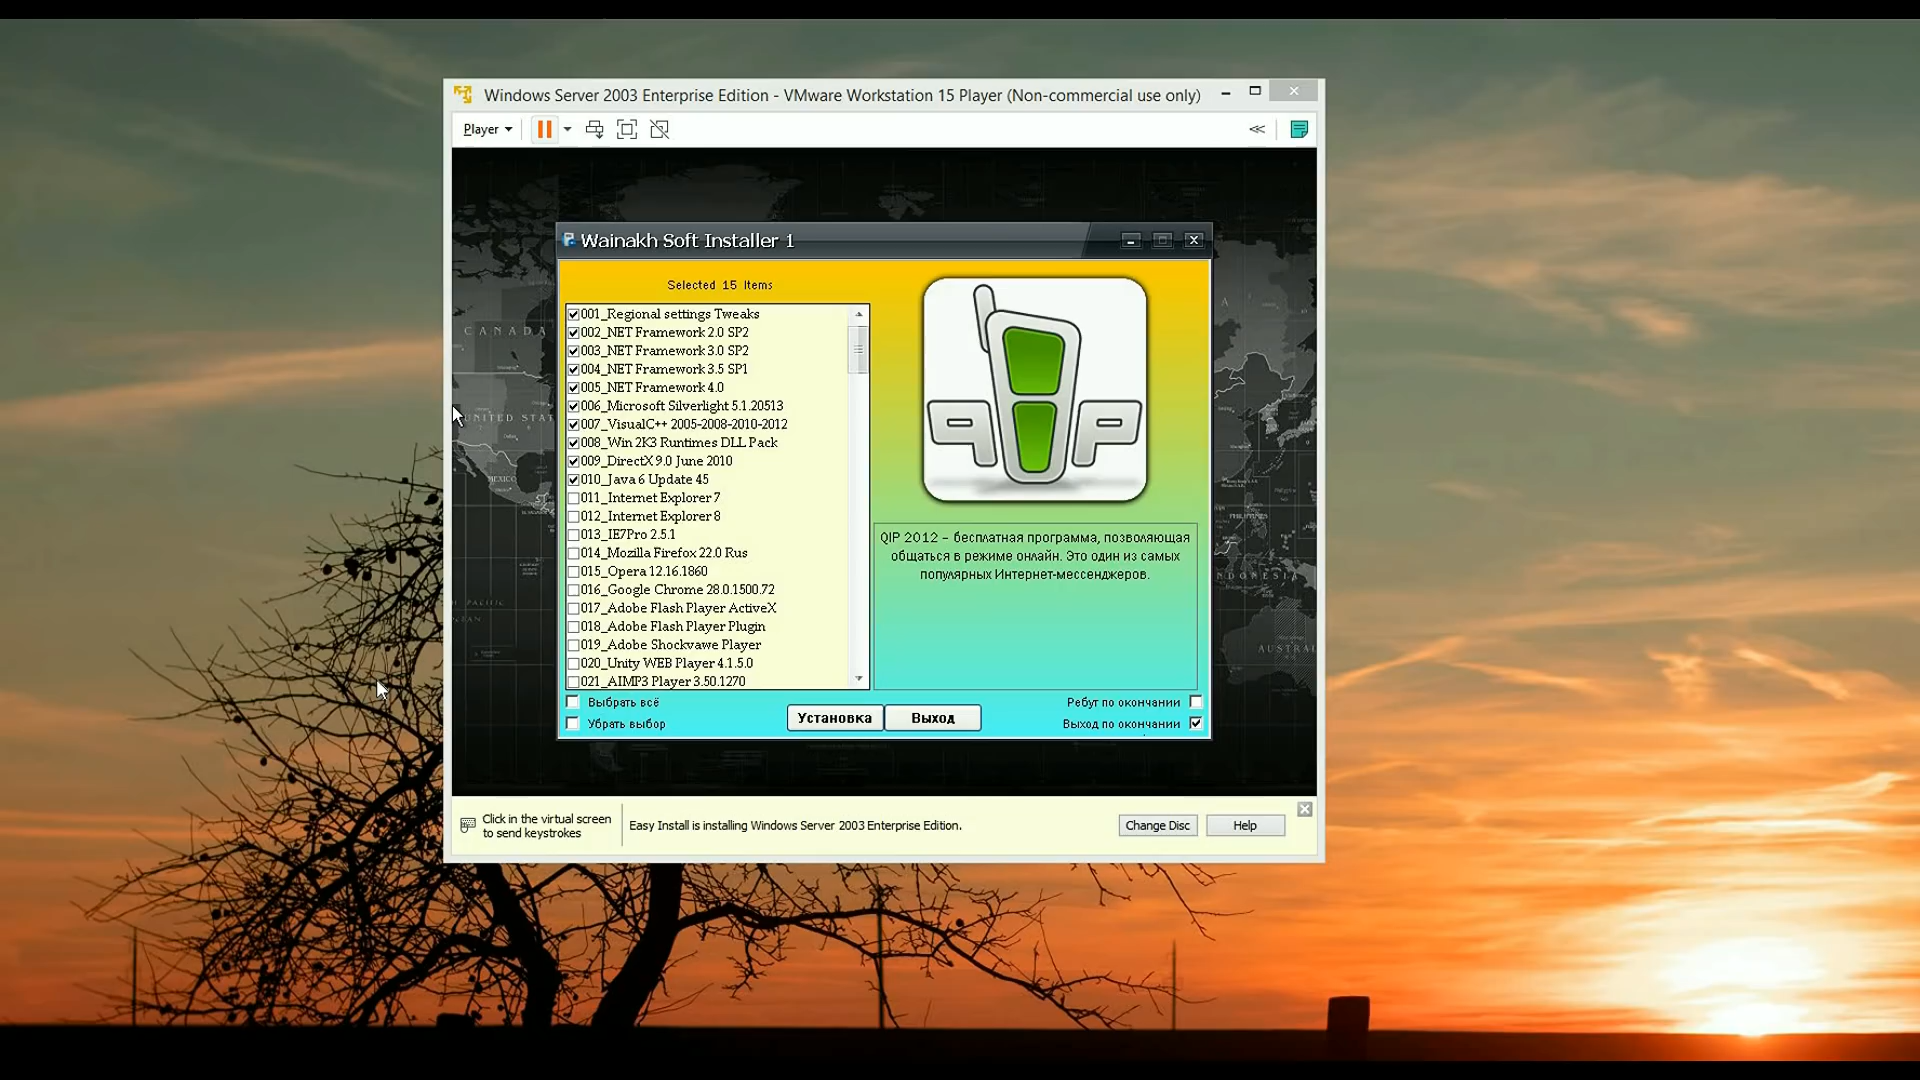 Windows Server 2003 Enterprise Edition - VMware Workstation 15 Player (Non-commercial use only)
Player
Wainakh Soft Installer 1
Selected 15 Items
001_Regional settings Tweaks
002_NET Framework 2.0 SP2
003_NET Framework 3.0 SP2
004_NET Framework 3.5 SP1
005_NET Framework 4.0
006_Microsoft Silverlight 5.1.20513
007_VisualC++ 2005-2008-2010-2012
008_Win 2K3 Runtimes DLL Pack
009_DirectX 9.0 June 2010
010_Java 6 Update 45
011_Internet Explorer 7
012_Internet Explorer 8
013_IE7Pro 2.5.1
014_Mozilla Firefox 22.0 Rus
015_Opera 12.16.1860
016_Google Chrome 28.0.1500.72
017_Adobe Flash Player ActiveX
018_Adobe Flash Player Plugin
019_Adobe Shockvawe Player
020_Unity WEB Player 4.1.5.0
021_AIMP3 Player 3.50.1270
qip
QIP 2012 - бесплатная программа, позволяющая
общаться в режиме онлайн. Это один из самых
популярных Интернет-мессенджеров.
Выбрать всё
Убрать выбор
Установка
Выход
Ребут по окончании
Выход по окончании
CANADA
UNITED STAT
MEXICO
INDONESIA
AUSTRAL
Click in the virtual screen
to send keystrokes
Easy Install is installing Windows Server 2003 Enterprise Edition.
Change Disc
Help